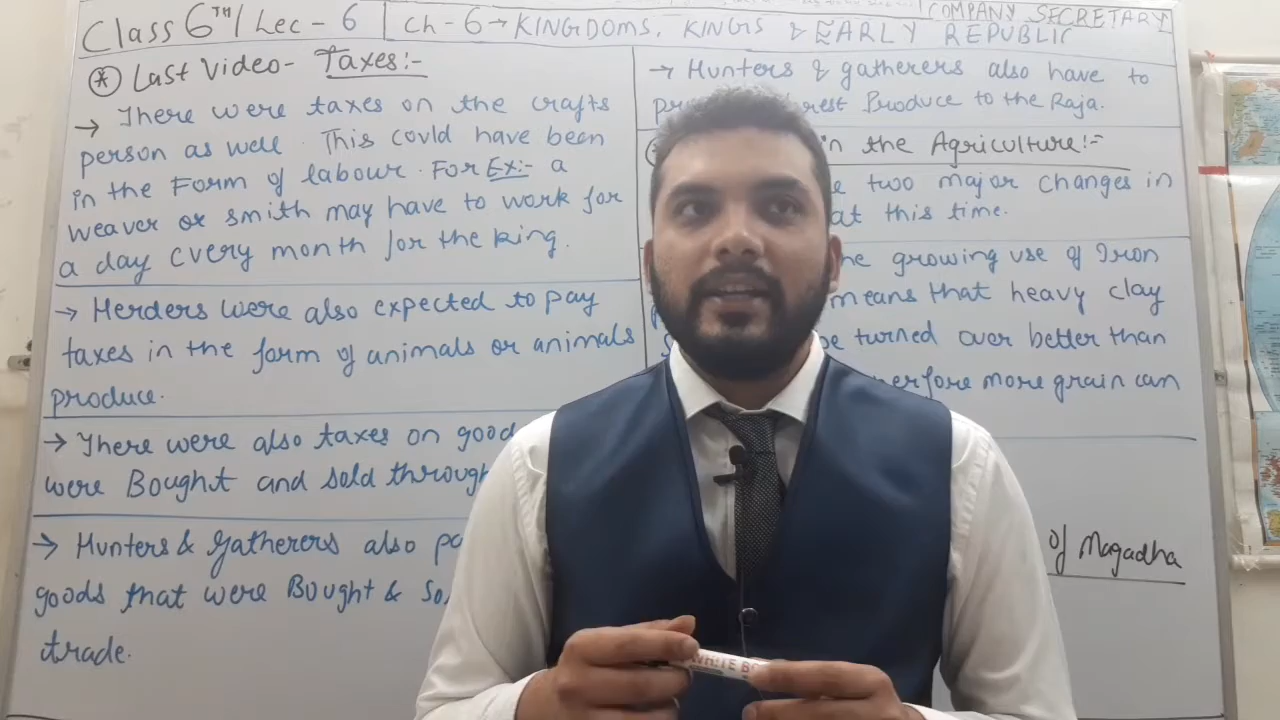 COMPANY SECRETARY
Class 6TH / Lec - 6 Ch - 6 → KINGDOMS, KINGS & EARLY REPUBLIC
* Last Video - Taxes:-
→ There were taxes on the crafts
person as well. This could have been
in the Form of labour. For Ex:- a
weaver or smith may have to work for
a day every month for the king.
→ Herders were also expected to pay
taxes in the form of animals or animals
produce.
→ There were also taxes on good
were Bought and sold through
→ Hunters & Gatherers also pa
goods that were Bought & So
trade.
→ Hunters & gatherers also have to
rest Produce to the Raja.
n the Agriculture:-
two major changes in
at this time.
he growing use of Iron
means that heavy clay
be turned over better than
erfore more grain can
of Magadha
WHITE BO